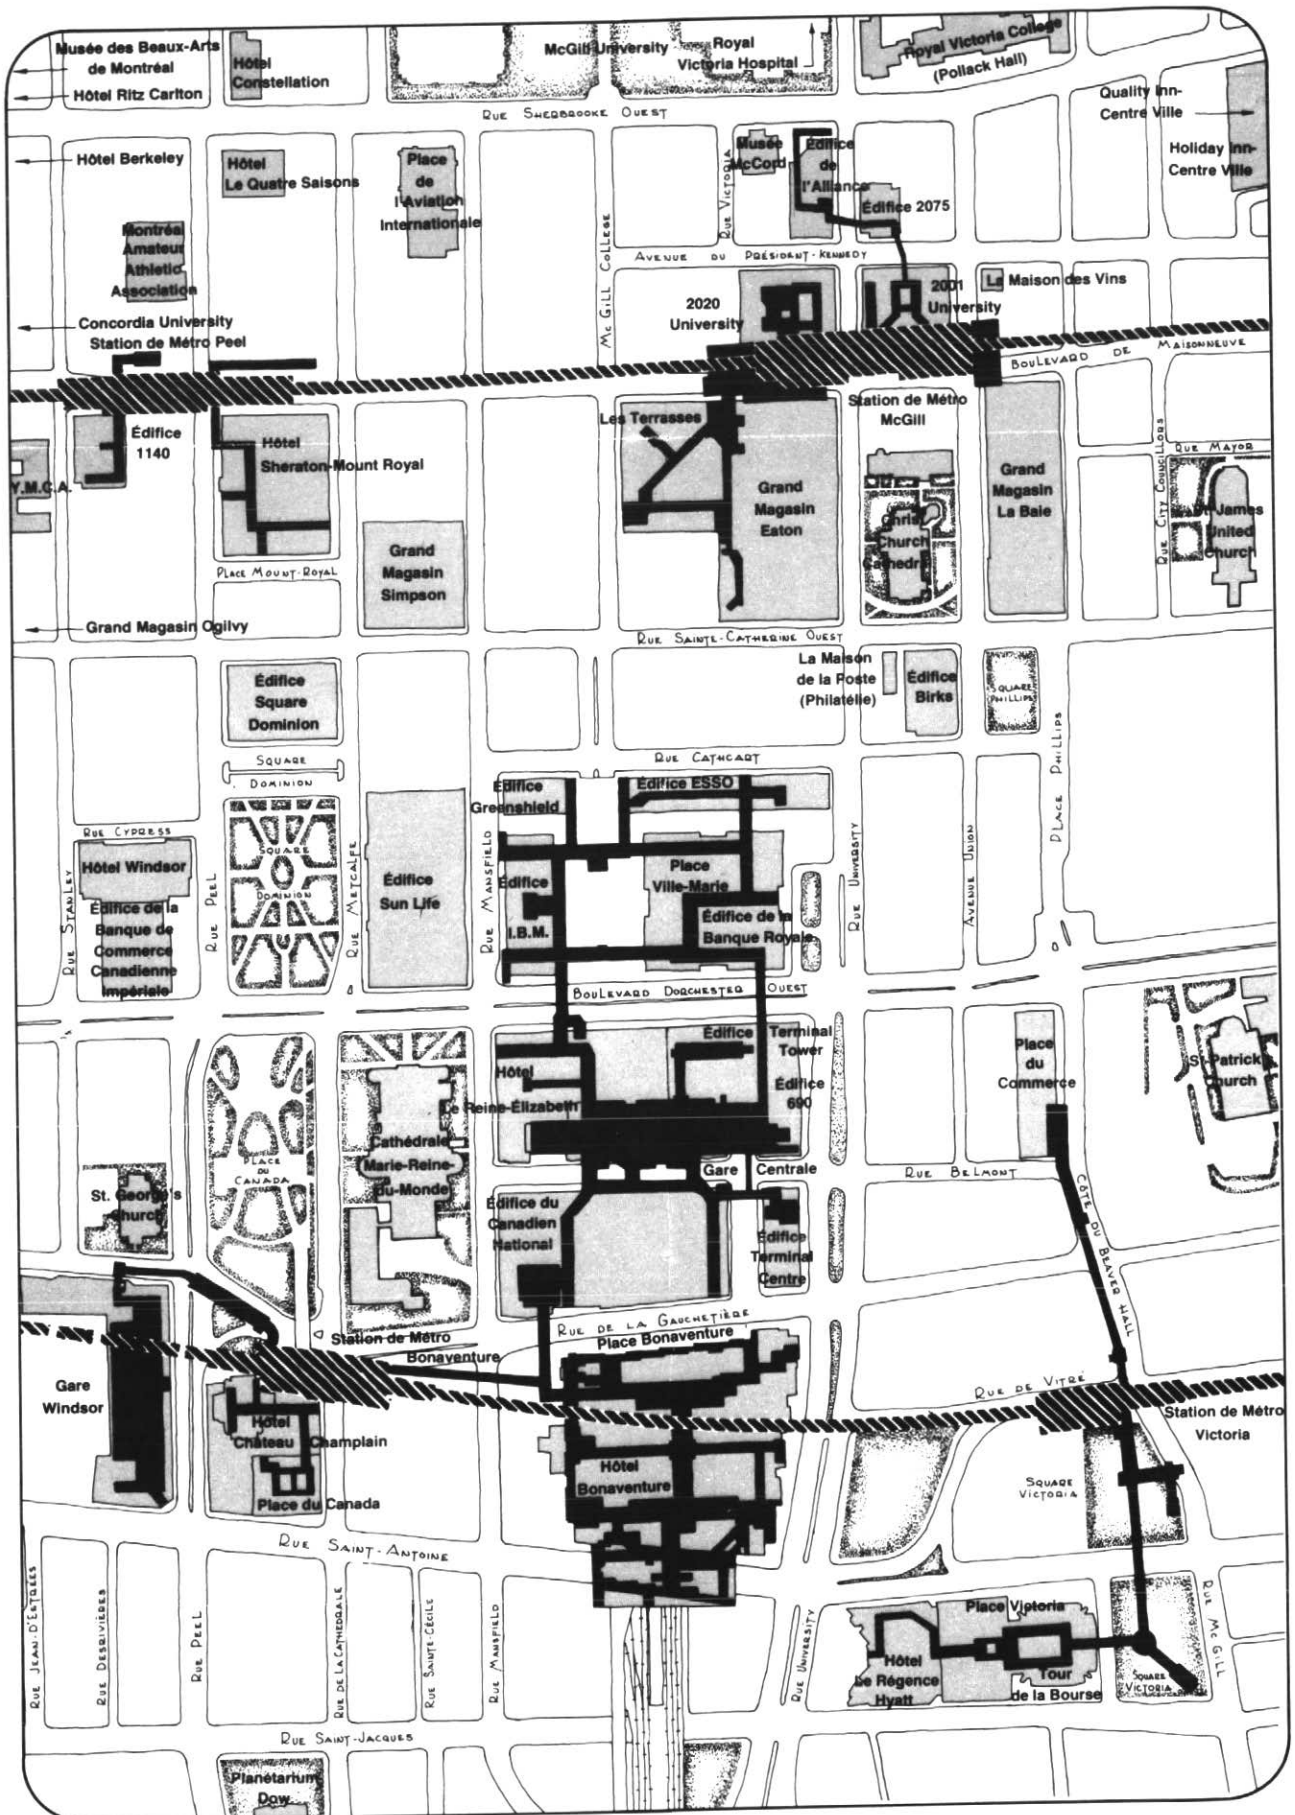 Musée des Beaux-Arts
de Montréal
Hôtel Ritz Carlton
Hôtel
Constellation
McGill University
Royal
Victoria Hospital
Royal Victoria College
(Pollack Hall)
Quality Inn-
Centre Ville
Holiday Inn-
Centre Ville
RUE SHERBROOKE OUEST
Hôtel Berkeley
Hôtel
Le Quatre Saisons
Place
de
l'Aviation
Internationale
Musée
McCord
RUE VICTORIA
Édifice
de
l'Alliance
Édifice 2075
Montréal
Amateur
Athletic
Association
MC GILL COLLEGE
AVENUE DU PRÉSIDENT-KENNEDY
2020
University
2001
University
La Maison des Vins
Concordia University
Station de Métro Peel
BOULEVARD DE MAISONNEUVE
Édifice
1140
Y.M.C.A.
Hôtel
Sheraton-Mount Royal
Les Terrasses
Station de Métro
McGill
Grand
Magasin
Eaton
Christ
Church
Cathedral
Grand
Magasin
La Baie
RUE CITY COUNCILLORS
RUE MAYOR
St. James
United
Church
PLACE MOUNT-ROYAL
Grand
Magasin
Simpson
Grand Magasin Ogilvy
RUE SAINTE-CATHERINE OUEST
Édifice
Square
Dominion
La Maison
de la Poste
(Philatélie)
Édifice
Birks
SQUARE
PHILLIPS
PLACE PHILLIPS
SQUARE
DOMINION
RUE CATHCART
Édifice
Greenshield
Édifice ESSO
RUE CYPRESS
Hôtel Windsor
Édifice de la
Banque de
Commerce
Canadienne
Impériale
RUE STANLEY
RUE PEEL
SQUARE
DOMINION
RUE METCALFE
Édifice
Sun Life
RUE MANSFIELD
Édifice
I.B.M.
Place
Ville-Marie
Édifice de la
Banque Royale
RUE UNIVERSITY
AVENUE UNION
BOULEVARD DORCHESTER OUEST
Hôtel
Le Reine-Élizabeth
Édifice
Terminal
Tower
Édifice
690
Place
du
Commerce
St-Patrick's
Church
Cathédrale
Marie-Reine-
du-Monde
PLACE
DU
CANADA
St. George's
Church
Gare Centrale
RUE BELMONT
Édifice du
Canadien
National
Édifice
Terminal
Centre
CÔTE DU BEAVER HALL
RUE DE LA GAUCHETIÈRE
Station de Métro
Bonaventure
Place Bonaventure
Gare
Windsor
Hôtel
Château Champlain
Place du Canada
RUE DE VITRÉ
Station de Métro
Victoria
Hôtel
Bonaventure
SQUARE
VICTORIA
RUE SAINT-ANTOINE
RUE JEAN-D'ESTRÉES
RUE DESRIVIÈRES
RUE PEEL
RUE DE LA CATHÉDRALE
RUE SAINTE-CÉCILE
RUE MANSFIELD
RUE UNIVERSITY
Place Victoria
Hôtel
Le Régence
Hyatt
Tour
de la Bourse
SQUARE
VICTORIA
RUE MC GILL
RUE SAINT-JACQUES
Planétarium
Dow